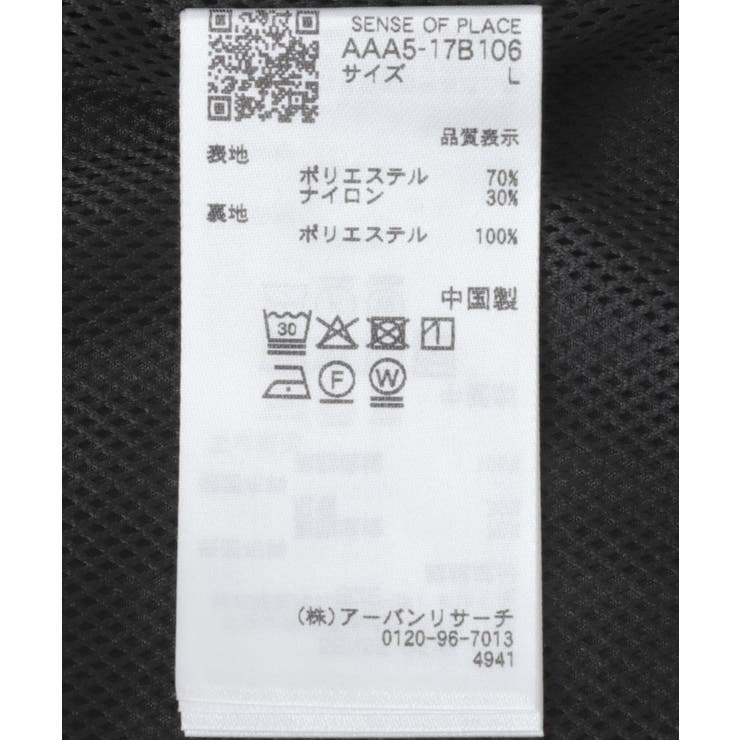 SENSE OF PLACE
AAA5-17B106
サイズ L
品質表示
表地
ポリエステル 70%
ナイロン 30%
裏地
ポリエステル 100%
中国製
30
F W
(株)アーバンリサーチ
0120-96-7013
4941